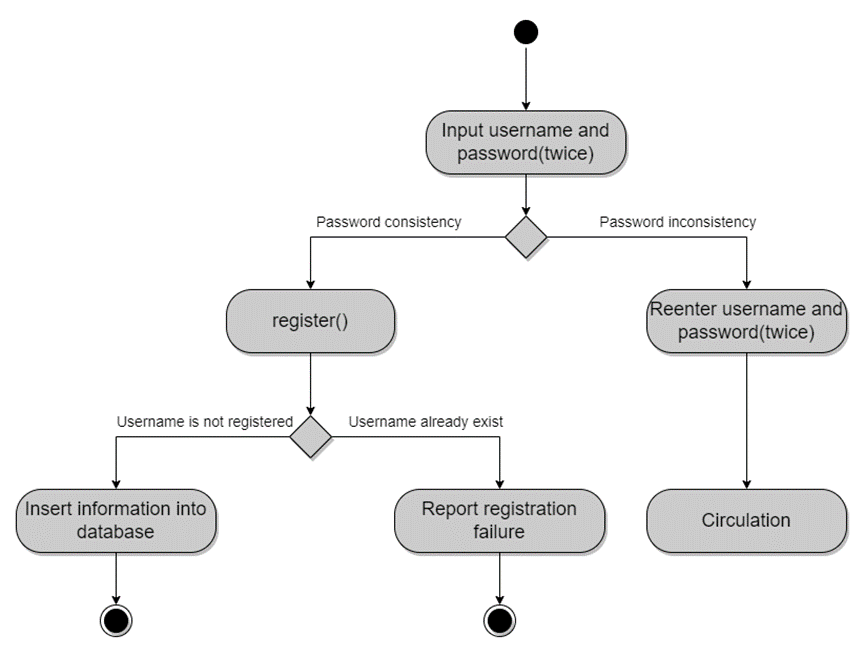 Input username and
password(twice)
Password consistency
Password inconsistency
register()
Reenter username and
password(twice)
Username is not registered
Username already exist
Insert information into
database
Report registration
failure
Circulation